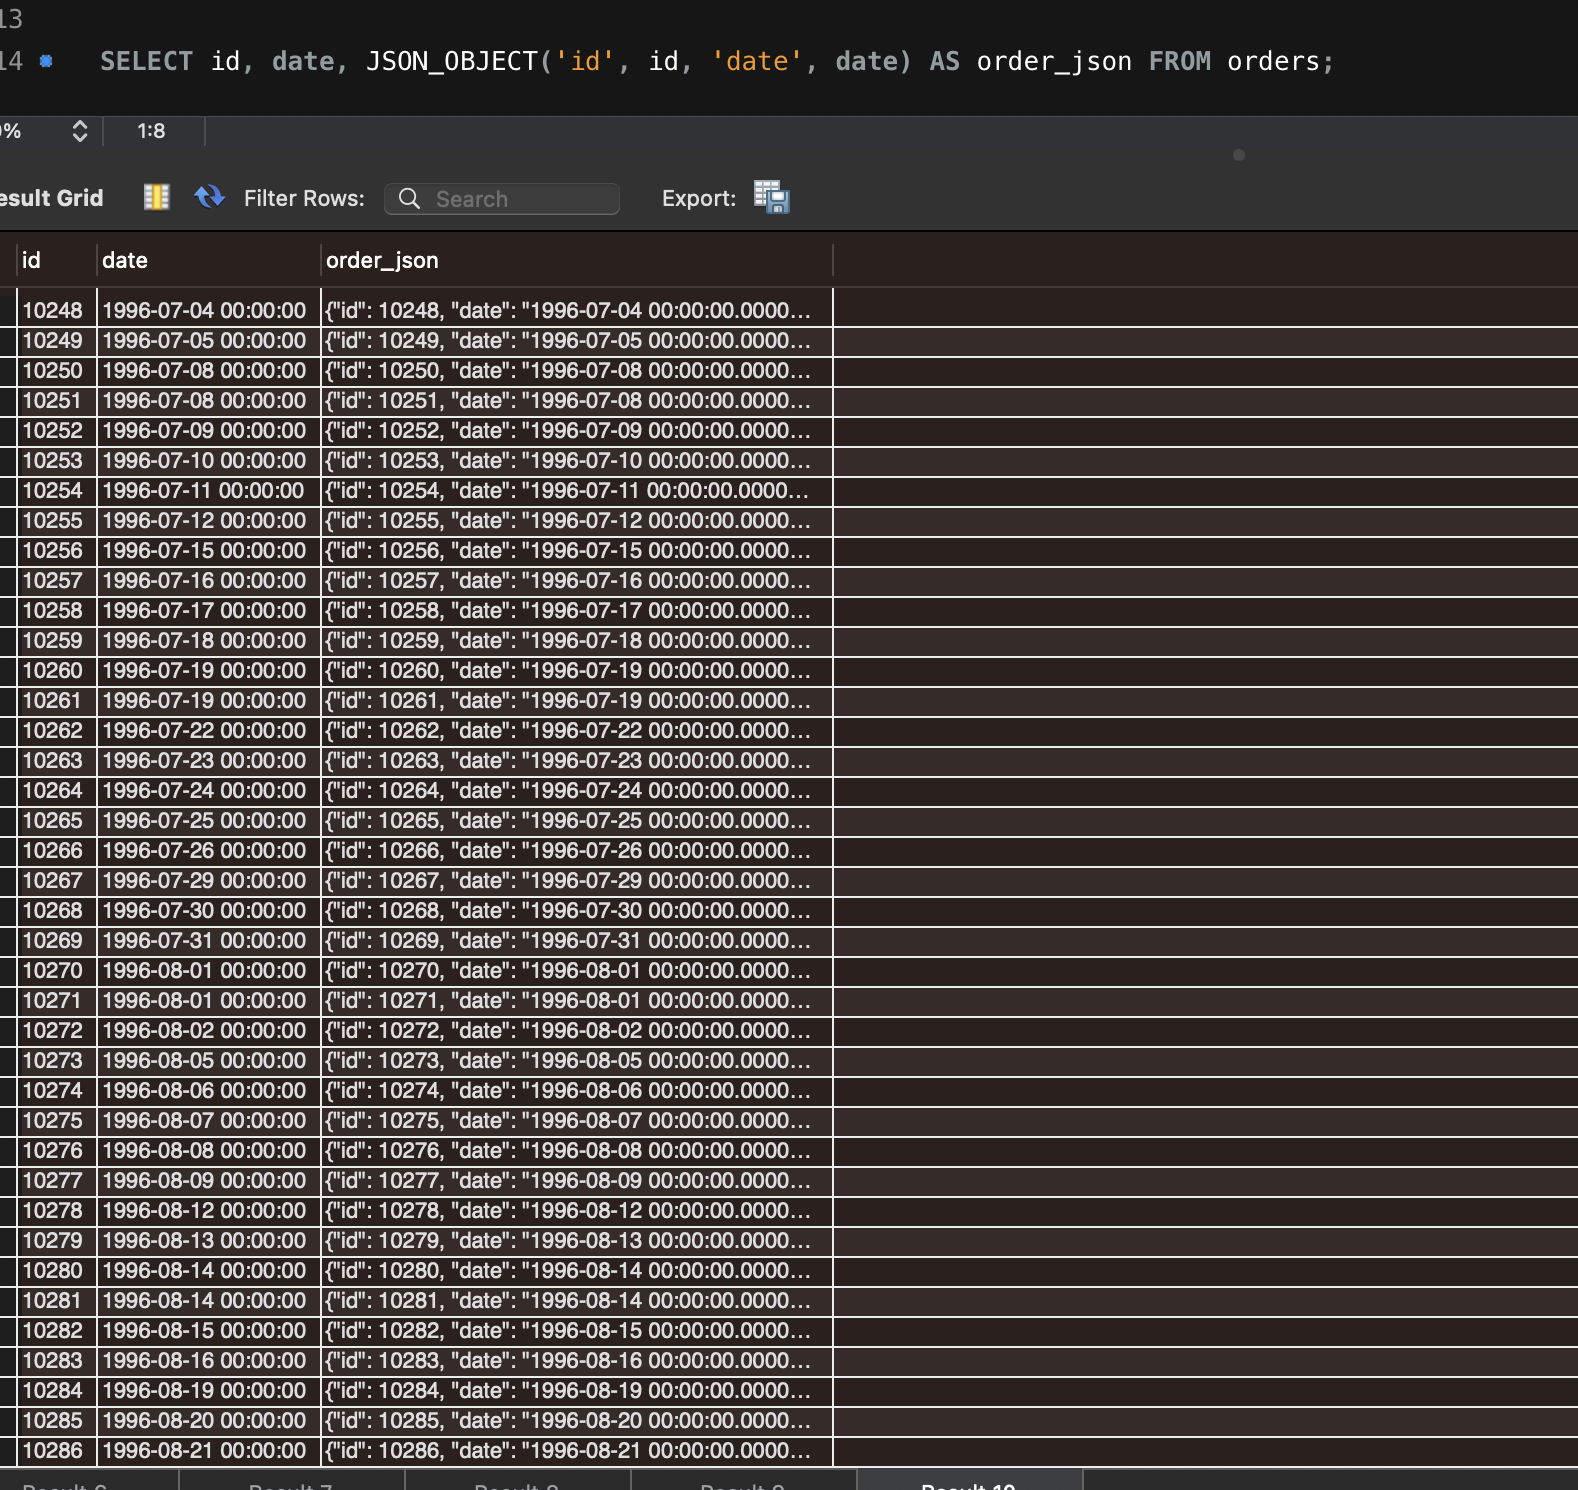 13
14 SELECT id, date, JSON_OBJECT('id', id, 'date', date) AS order_json FROM orders;
% 1:8
esult Grid Filter Rows: Search Export:
id date order_json
10248 1996-07-04 00:00:00 {"id": 10248, "date": "1996-07-04 00:00:00.0000...
10249 1996-07-05 00:00:00 {"id": 10249, "date": "1996-07-05 00:00:00.0000...
10250 1996-07-08 00:00:00 {"id": 10250, "date": "1996-07-08 00:00:00.0000...
10251 1996-07-08 00:00:00 {"id": 10251, "date": "1996-07-08 00:00:00.0000...
10252 1996-07-09 00:00:00 {"id": 10252, "date": "1996-07-09 00:00:00.0000...
10253 1996-07-10 00:00:00 {"id": 10253, "date": "1996-07-10 00:00:00.0000...
10254 1996-07-11 00:00:00 {"id": 10254, "date": "1996-07-11 00:00:00.0000...
10255 1996-07-12 00:00:00 {"id": 10255, "date": "1996-07-12 00:00:00.0000...
10256 1996-07-15 00:00:00 {"id": 10256, "date": "1996-07-15 00:00:00.0000...
10257 1996-07-16 00:00:00 {"id": 10257, "date": "1996-07-16 00:00:00.0000...
10258 1996-07-17 00:00:00 {"id": 10258, "date": "1996-07-17 00:00:00.0000...
10259 1996-07-18 00:00:00 {"id": 10259, "date": "1996-07-18 00:00:00.0000...
10260 1996-07-19 00:00:00 {"id": 10260, "date": "1996-07-19 00:00:00.0000...
10261 1996-07-19 00:00:00 {"id": 10261, "date": "1996-07-19 00:00:00.0000...
10262 1996-07-22 00:00:00 {"id": 10262, "date": "1996-07-22 00:00:00.0000...
10263 1996-07-23 00:00:00 {"id": 10263, "date": "1996-07-23 00:00:00.0000...
10264 1996-07-24 00:00:00 {"id": 10264, "date": "1996-07-24 00:00:00.0000...
10265 1996-07-25 00:00:00 {"id": 10265, "date": "1996-07-25 00:00:00.0000...
10266 1996-07-26 00:00:00 {"id": 10266, "date": "1996-07-26 00:00:00.0000...
10267 1996-07-29 00:00:00 {"id": 10267, "date": "1996-07-29 00:00:00.0000...
10268 1996-07-30 00:00:00 {"id": 10268, "date": "1996-07-30 00:00:00.0000...
10269 1996-07-31 00:00:00 {"id": 10269, "date": "1996-07-31 00:00:00.0000...
10270 1996-08-01 00:00:00 {"id": 10270, "date": "1996-08-01 00:00:00.0000...
10271 1996-08-01 00:00:00 {"id": 10271, "date": "1996-08-01 00:00:00.0000...
10272 1996-08-02 00:00:00 {"id": 10272, "date": "1996-08-02 00:00:00.0000...
10273 1996-08-05 00:00:00 {"id": 10273, "date": "1996-08-05 00:00:00.0000...
10274 1996-08-06 00:00:00 {"id": 10274, "date": "1996-08-06 00:00:00.0000...
10275 1996-08-07 00:00:00 {"id": 10275, "date": "1996-08-07 00:00:00.0000...
10276 1996-08-08 00:00:00 {"id": 10276, "date": "1996-08-08 00:00:00.0000...
10277 1996-08-09 00:00:00 {"id": 10277, "date": "1996-08-09 00:00:00.0000...
10278 1996-08-12 00:00:00 {"id": 10278, "date": "1996-08-12 00:00:00.0000...
10279 1996-08-13 00:00:00 {"id": 10279, "date": "1996-08-13 00:00:00.0000...
10280 1996-08-14 00:00:00 {"id": 10280, "date": "1996-08-14 00:00:00.0000...
10281 1996-08-14 00:00:00 {"id": 10281, "date": "1996-08-14 00:00:00.0000...
10282 1996-08-15 00:00:00 {"id": 10282, "date": "1996-08-15 00:00:00.0000...
10283 1996-08-16 00:00:00 {"id": 10283, "date": "1996-08-16 00:00:00.0000...
10284 1996-08-19 00:00:00 {"id": 10284, "date": "1996-08-19 00:00:00.0000...
10285 1996-08-20 00:00:00 {"id": 10285, "date": "1996-08-20 00:00:00.0000...
10286 1996-08-21 00:00:00 {"id": 10286, "date": "1996-08-21 00:00:00.0000...
Result 6 Result 7 Result 8 Result 9 Result 10